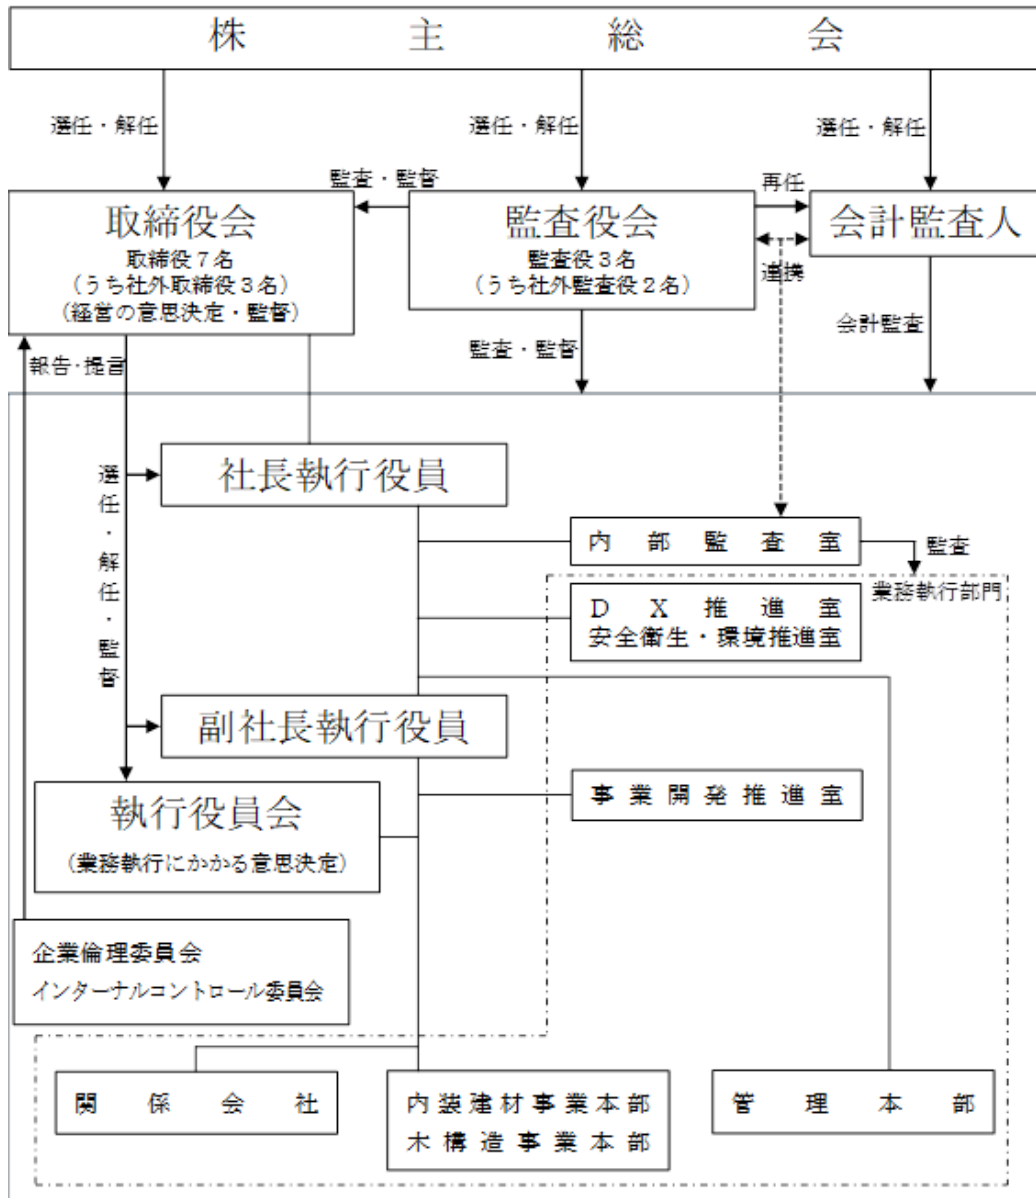 株主総会
選任・解任
選任・解任
選任・解任
監査・監督
再任
取締役会
取締役7名
(うち社外取締役3名)
(経営の意思決定・監督)
監査役会
監査役3名
(うち社外監査役2名)
会計監査人
連携
監査・監督
会計監査
報告・提言
選任・解任・監督
社長執行役員
内部監査室
監査
業務執行部門
DX推進室
安全衛生・環境推進室
副社長執行役員
事業開発推進室
執行役員会
(業務執行にかかる意思決定)
企業倫理委員会
インターナルコントロール委員会
関係会社
内装建材事業本部
木構造事業本部
管理本部